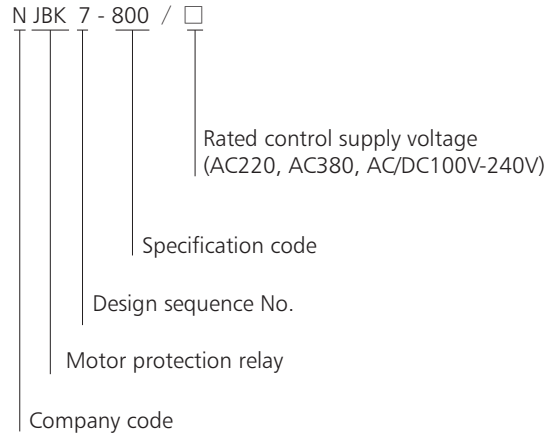 N JBK 7 - 800 / □
Rated control supply voltage
(AC220, AC380, AC/DC100V-240V)
Specification code
Design sequence No.
Motor protection relay
Company code